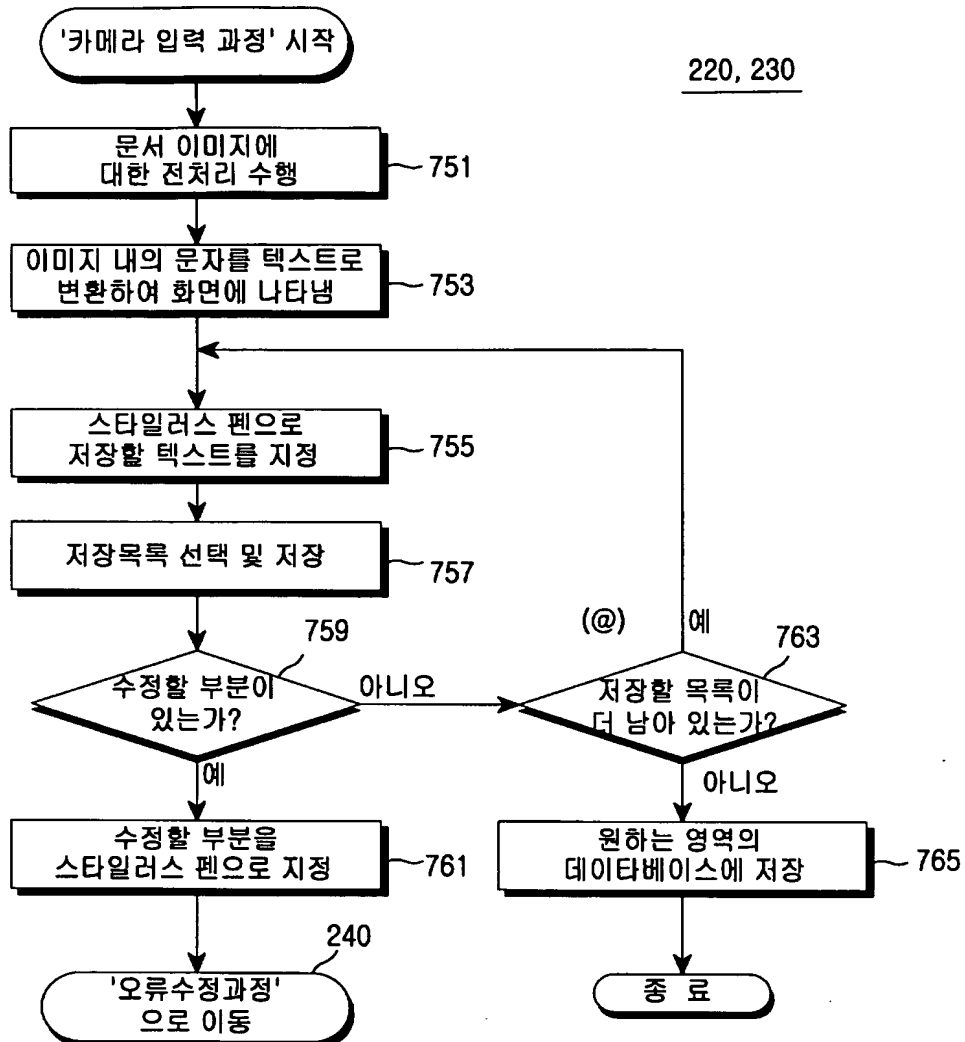 '카메라 입력 과정' 시작
220, 230
문서 이미지에
대한 전처리 수행
751
이미지 내의 문자를 텍스트로
변환하여 화면에 나타냄
753
스타일러스 펜으로
저장할 텍스트를 지정
755
저장목록 선택 및 저장
757
759
수정할 부분이
있는가?
아니오
예
(@)
예
763
저장할 목록이
더 남아 있는가?
아니오
수정할 부분을
스타일러스 펜으로 지정
761
원하는 영역의
데이타베이스에 저장
765
240
'오류수정과정'
으로 이동
종 료